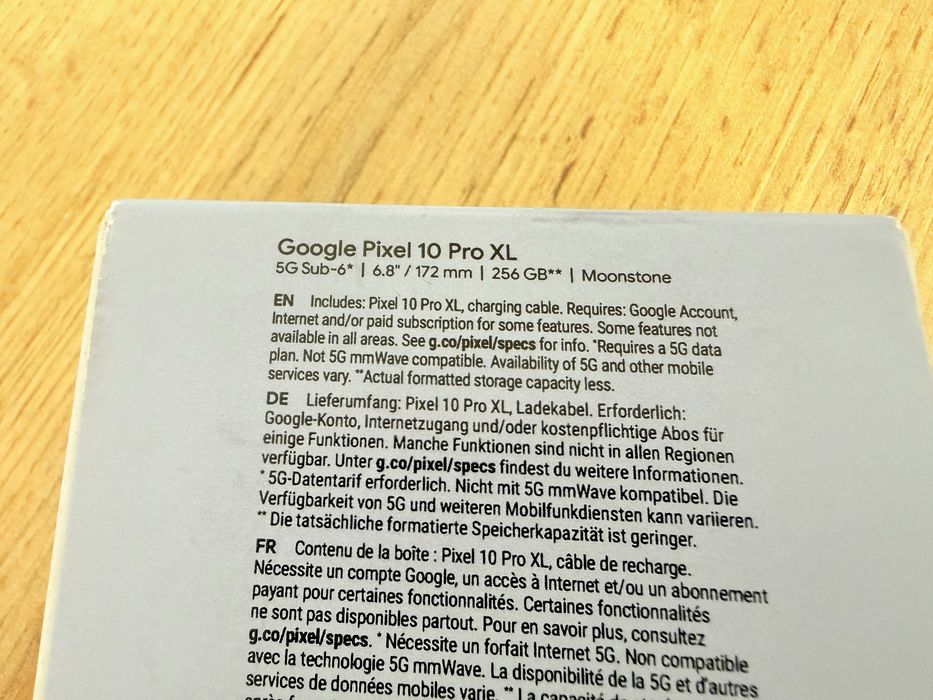 Google Pixel 10 Pro XL
5G Sub-6* | 6.8" / 172 mm | 256 GB** | Moonstone
EN Includes: Pixel 10 Pro XL, charging cable. Requires: Google Account,
Internet and/or paid subscription for some features. Some features not
available in all areas. See g.co/pixel/specs for info. *Requires a 5G data
plan. Not 5G mmWave compatible. Availability of 5G and other mobile
services vary. **Actual formatted storage capacity less.
DE Lieferumfang: Pixel 10 Pro XL, Ladekabel. Erforderlich:
Google-Konto, Internetzugang und/oder kostenpflichtige Abos für
einige Funktionen. Manche Funktionen sind nicht in allen Regionen
verfügbar. Unter g.co/pixel/specs findest du weitere Informationen.
* 5G-Datentarif erforderlich. Nicht mit 5G mmWave kompatibel. Die
Verfügbarkeit von 5G und weiteren Mobilfunkdiensten kann variieren.
** Die tatsächliche formatierte Speicherkapazität ist geringer.
FR Contenu de la boîte : Pixel 10 Pro XL, câble de recharge.
Nécessite un compte Google, un accès à Internet et/ou un abonnement
payant pour certaines fonctionnalités. Certaines fonctionnalités
ne sont pas disponibles partout. Pour en savoir plus, consultez
g.co/pixel/specs. * Nécessite un forfait Internet 5G. Non compatible
avec la technologie 5G mmWave. La disponibilité de la 5G et d'autres
services de données mobiles varie. ** La capacité